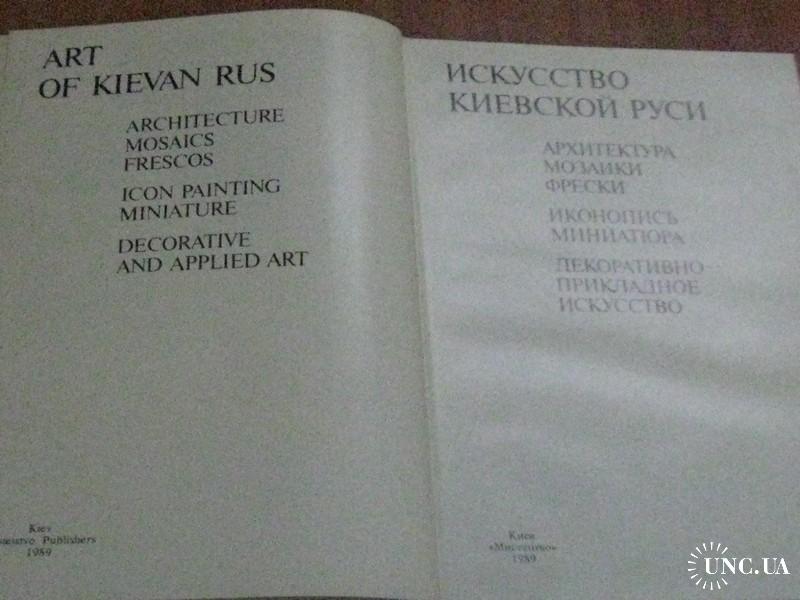 ART
OF KIEVAN RUS
ARCHITECTURE
MOSAICS
FRESCOS
ICON PAINTING
MINIATURE
DECORATIVE
AND APPLIED ART
Kiev
Publishers
1989
ИСКУССТВО
КИЕВСКОЙ РУСИ
АРХИТЕКТУРА
МОЗАИКИ
ФРЕСКИ
ИКОНОПИСЬ
МИНИАТЮРА
ДЕКОРАТИВНО-
ПРИКЛАДНОЕ
ИСКУССТВО
Киев
«Мистецтво»
1989
UNC.UA